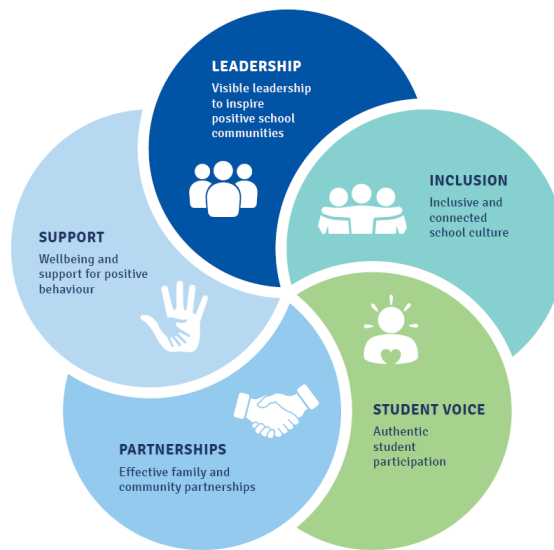 LEADERSHIP
Visible leadership
to inspire
positive school
communities
INCLUSION
Inclusive and
connected
school culture
STUDENT VOICE
Authentic
student
participation
PARTNERSHIPS
Effective family and
community partnerships
SUPPORT
Wellbeing and
support for positive
behaviour